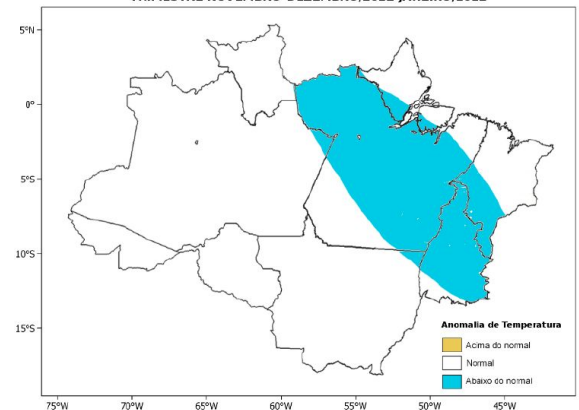 5°N
0°
5°S
10°S
15°S
75°W 70°W 65°W 60°W 55°W 50°W 45°W
Anomalia de Temperatura
Acima do normal
Normal
Abaixo do normal